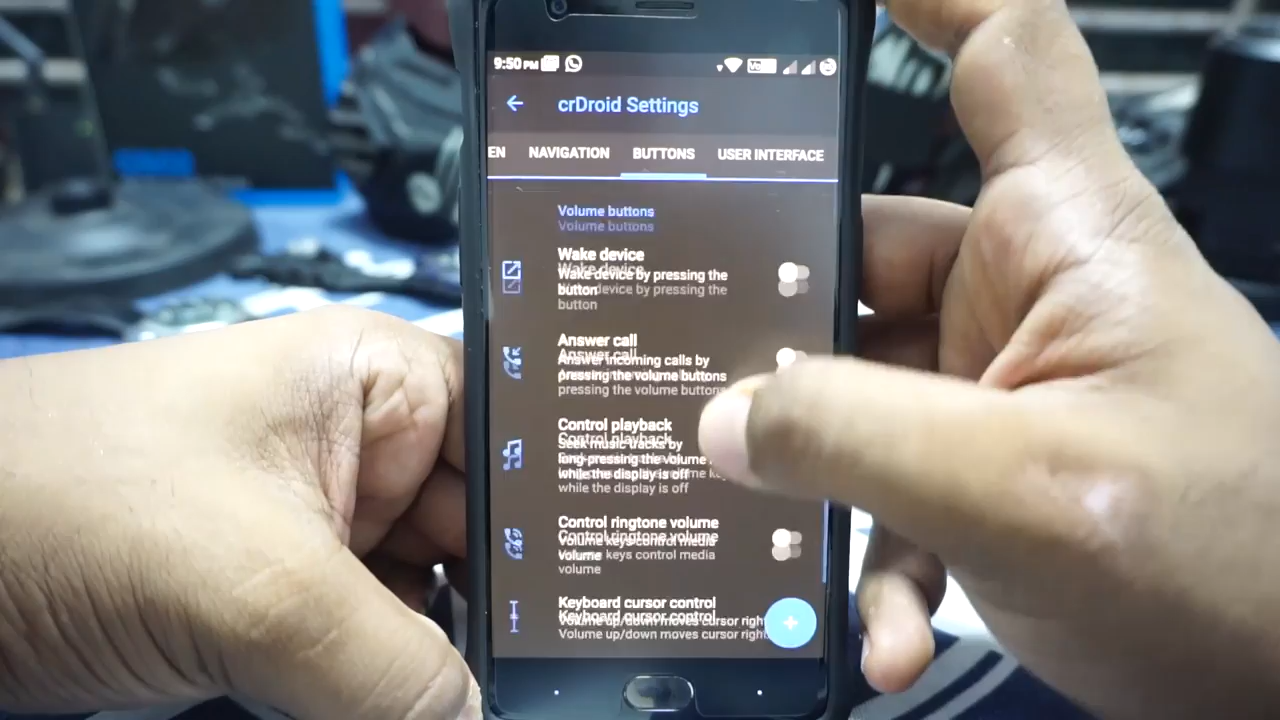 9:50 PM
crDroid Settings
EN NAVIGATION BUTTONS USER INTERFACE
Volume buttons
Wake device
Wake device by pressing the
button
Answer call
Answer incoming calls by
pressing the volume buttons
Control playback
Seek music tracks by
long-pressing the volume
while the display is off
Control ringtone volume
Volume keys control media
volume
Keyboard cursor control
Volume up/down moves cursor right